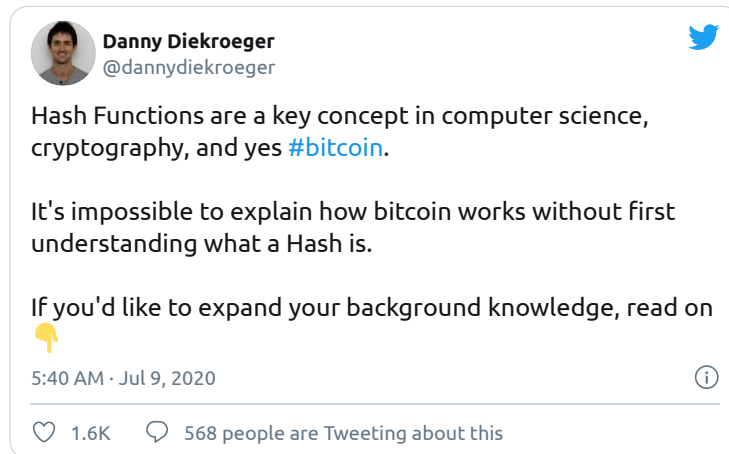 Danny Diekroeger
@dannydiekroeger
Hash Functions are a key concept in computer science,
cryptography, and yes #bitcoin.
It's impossible to explain how bitcoin works without first
understanding what a Hash is.
If you'd like to expand your background knowledge, read on
👇
5:40 AM · Jul 9, 2020
1.6K 568 people are Tweeting about this